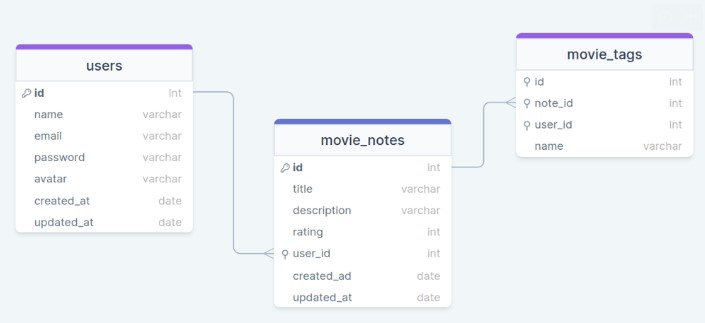 users
id int
name varchar
email varchar
password varchar
avatar varchar
created_at date
updated_at date
movie_notes
id int
title varchar
description varchar
rating int
user_id int
created_ad date
updated_at date
movie_tags
id int
note_id int
user_id int
name varchar